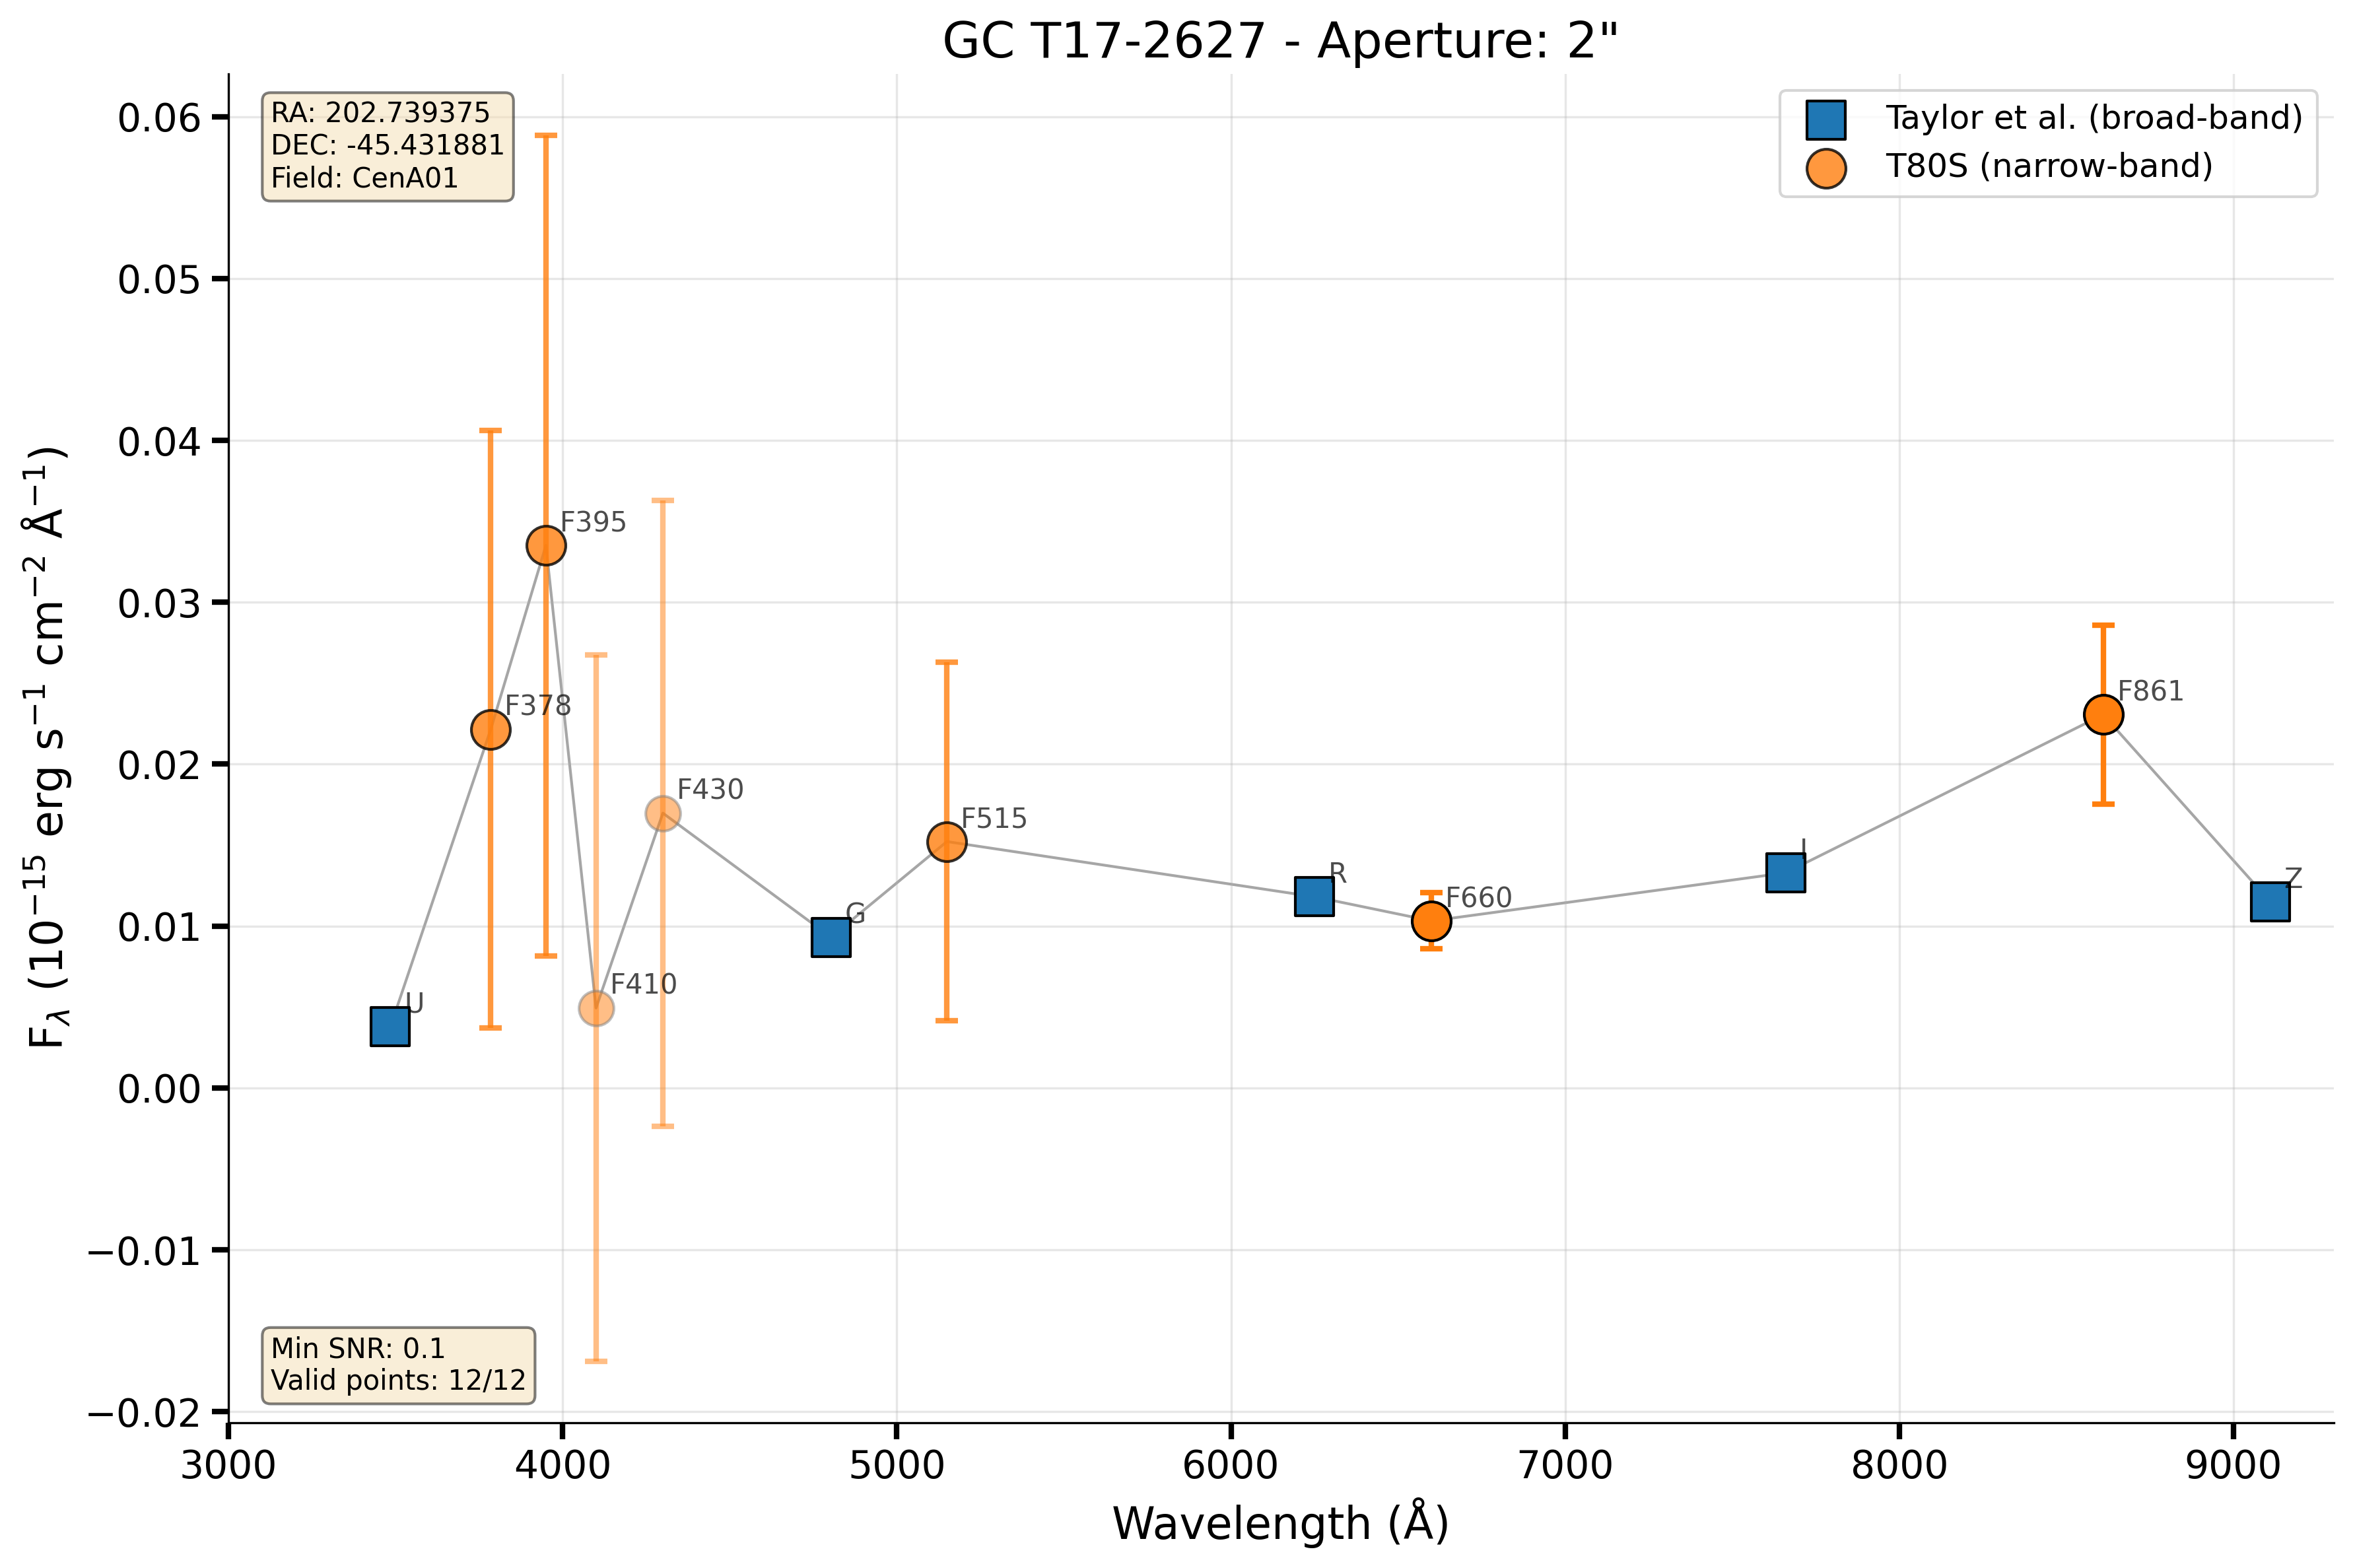 GC T17-2627 - Aperture: 2"
RA: 202.739375
DEC: -45.431881
Field: CenA01
Taylor et al. (broad-band)
T80S (narrow-band)
0.06
0.05
0.04
0.03
0.02
0.01
0.00
−0.01
−0.02
F_λ (10⁻¹⁵ erg s⁻¹ cm⁻² Å⁻¹)
U
F378
F395
F410
F430
G
F515
R
F660
I
F861
Z
Min SNR: 0.1
Valid points: 12/12
3000 4000 5000 6000 7000 8000 9000
Wavelength (Å)